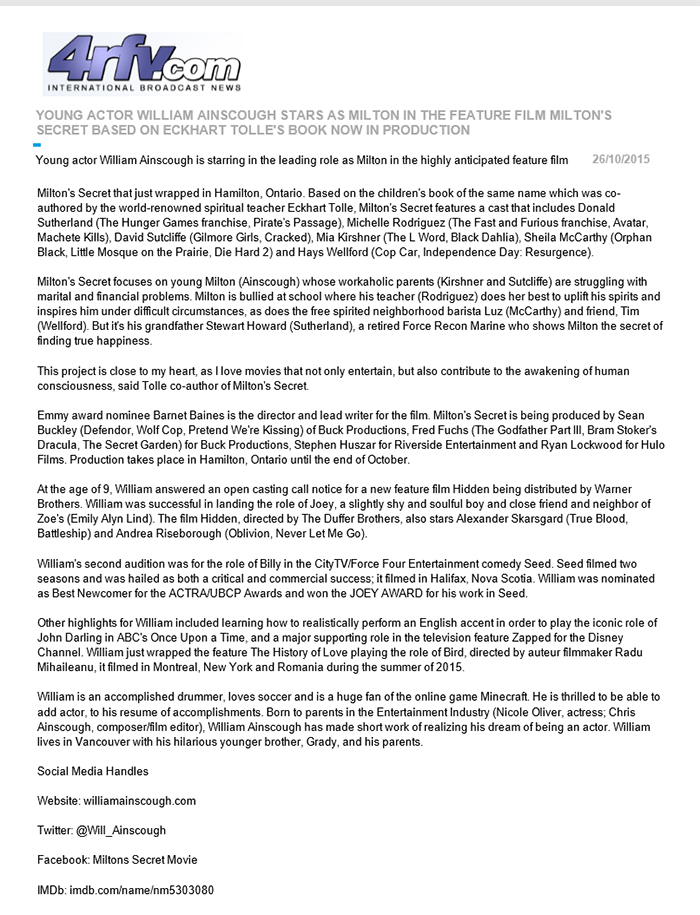 4rfv.com
INTERNATIONAL BROADCAST NEWS
YOUNG ACTOR WILLIAM AINSCOUGH STARS AS MILTON IN THE FEATURE FILM MILTON'S
SECRET BASED ON ECKHART TOLLE'S BOOK NOW IN PRODUCTION
Young actor William Ainscough is starring in the leading role as Milton in the highly anticipated feature film 26/10/2015
Milton's Secret that just wrapped in Hamilton, Ontario. Based on the children's book of the same name which was co-
authored by the world-renowned spiritual teacher Eckhart Tolle, Milton's Secret features a cast that includes Donald
Sutherland (The Hunger Games franchise, Pirate's Passage), Michelle Rodriguez (The Fast and Furious franchise, Avatar,
Machete Kills), David Sutcliffe (Gilmore Girls, Cracked), Mia Kirshner (The L Word, Black Dahlia), Sheila McCarthy (Orphan
Black, Little Mosque on the Prairie, Die Hard 2) and Hays Wellford (Cop Car, Independence Day: Resurgence).
Milton's Secret focuses on young Milton (Ainscough) whose workaholic parents (Kirshner and Sutcliffe) are struggling with
marital and financial problems. Milton is bullied at school where his teacher (Rodriguez) does her best to uplift his spirits and
inspires him under difficult circumstances, as does the free spirited neighborhood barista Luz (McCarthy) and friend, Tim
(Wellford). But it's his grandfather Stewart Howard (Sutherland), a retired Force Recon Marine who shows Milton the secret of
finding true happiness.
This project is close to my heart, as I love movies that not only entertain, but also contribute to the awakening of human
consciousness, said Tolle co-author of Milton's Secret.
Emmy award nominee Barnet Baines is the director and lead writer for the film. Milton's Secret is being produced by Sean
Buckley (Defendor, Wolf Cop, Pretend We're Kissing) of Buck Productions, Fred Fuchs (The Godfather Part III, Bram Stoker's
Dracula, The Secret Garden) for Buck Productions, Stephen Huszar for Riverside Entertainment and Ryan Lockwood for Hulo
Films. Production takes place in Hamilton, Ontario until the end of October.
At the age of 9, William answered an open casting call notice for a new feature film Hidden being distributed by Warner
Brothers. William was successful in landing the role of Joey, a slightly shy and soulful boy and close friend and neighbor of
Zoe's (Emily Alyn Lind). The film Hidden, directed by The Duffer Brothers, also stars Alexander Skarsgard (True Blood,
Battleship) and Andrea Riseborough (Oblivion, Never Let Me Go).
William's second audition was for the role of Billy in the CityTV/Force Four Entertainment comedy Seed. Seed filmed two
seasons and was hailed as both a critical and commercial success; it filmed in Halifax, Nova Scotia. William was nominated
as Best Newcomer for the ACTRA/UBCP Awards and won the JOEY AWARD for his work in Seed.
Other highlights for William included learning how to realistically perform an English accent in order to play the iconic role of
John Darling in ABC's Once Upon a Time, and a major supporting role in the television feature Zapped for the Disney
Channel. William just wrapped the feature The History of Love playing the role of Bird, directed by auteur filmmaker Radu
Mihaileanu, it filmed in Montreal, New York and Romania during the summer of 2015.
William is an accomplished drummer, loves soccer and is a huge fan of the online game Minecraft. He is thrilled to be able to
add actor, to his resume of accomplishments. Born to parents in the Entertainment Industry (Nicole Oliver, actress; Chris
Ainscough, composer/film editor), William Ainscough has made short work of realizing his dream of being an actor. William
lives in Vancouver with his hilarious younger brother, Grady, and his parents.
Social Media Handles
Website: williamainscough.com
Twitter: @Will_Ainscough
Facebook: Miltons Secret Movie
IMDb: imdb.com/name/nm5303080